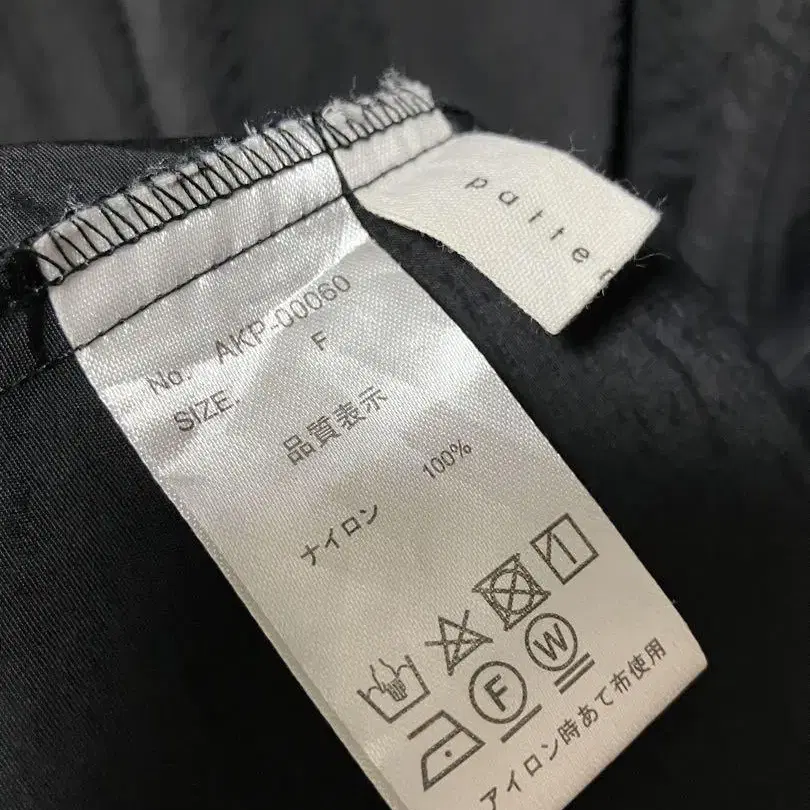 No. AKP-00060
SIZE. F
品質表示
ナイロン 100%
F W
アイロン時あて布使用
patter